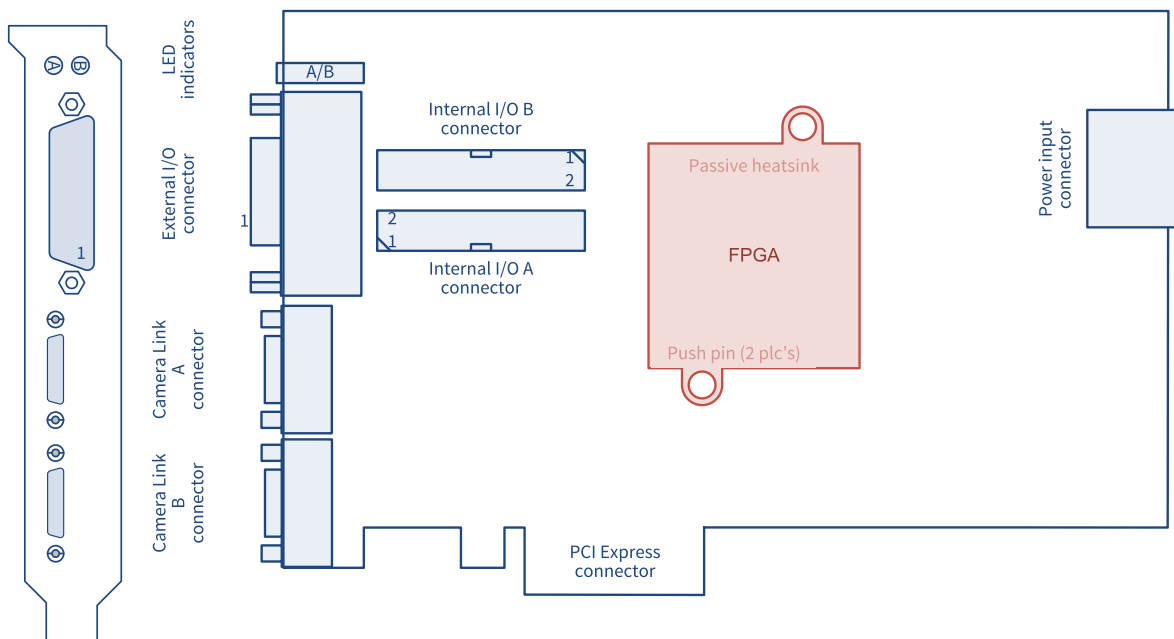 A B
LED
indicators
A/B
External I/O
connector
1
1
Internal I/O B
connector
1
2
2
1
Internal I/O A
connector
Passive heatsink
FPGA
Push pin (2 plc's)
Power input
connector
Camera Link
A
connector
Camera Link
B
connector
PCI Express
connector